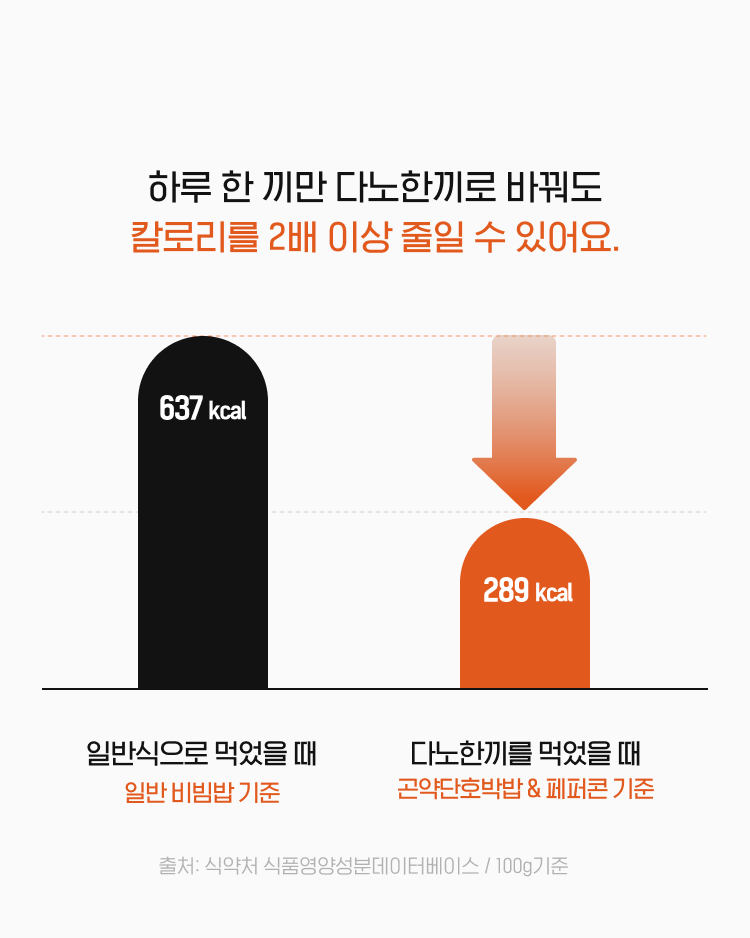 하루 한 끼만 다노한끼로 바꿔도
칼로리를 2배 이상 줄일 수 있어요.
637 kcal
289 kcal
일반식으로 먹었을 때
일반 비빔밥 기준
다노한끼를 먹었을 때
곤약단호박밥 & 페퍼콘 기준
출처: 식약처 식품영양성분데이터베이스 / 100g기준